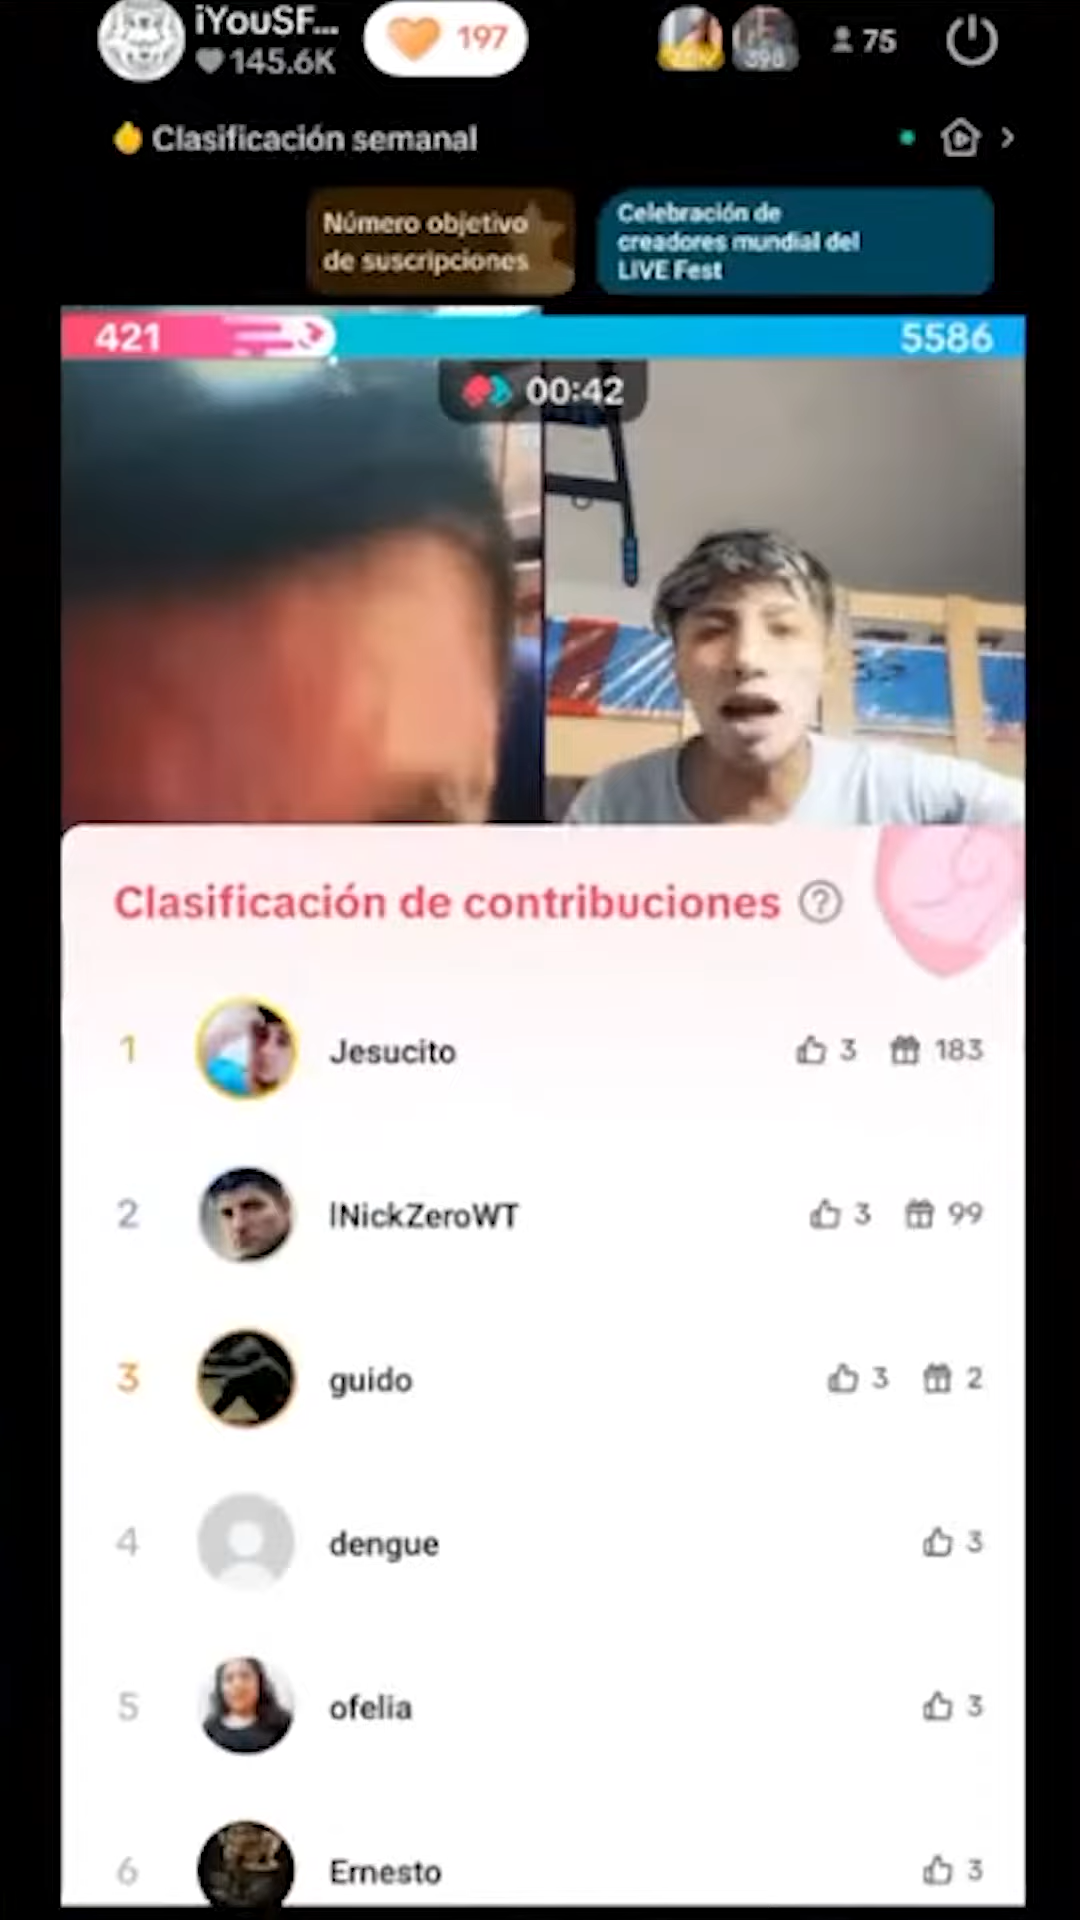 iYouSF...
145.6K
197
398
75
Clasificación semanal
Número objetivo
de suscripciones
Celebración de
creadores mundial del
LIVE Fest
421
5586
00:42
Clasificación de contribuciones
1 Jesucito 3 183
2 lNickZeroWT 3 99
3 guido 3 2
4 dengue 3
5 ofelia 3
6 Ernesto 3